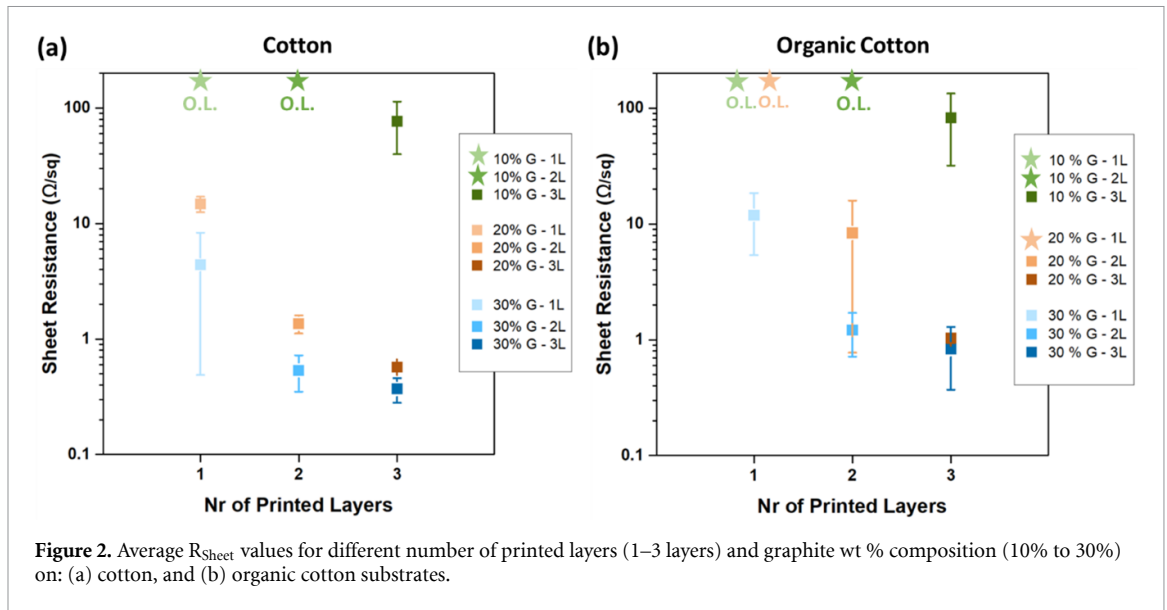 (a)
Cotton
O.L.
O.L.
100
10
1
0.1
Sheet Resistance (Ω/sq)
1
2
3
Nr of Printed Layers
10% G - 1L
10% G - 2L
10% G - 3L
20% G - 1L
20% G - 2L
20% G - 3L
30% G - 1L
30% G - 2L
30% G - 3L
(b)
Organic Cotton
O.L.
O.L.
O.L.
100
10
1
0.1
Sheet Resistance (Ω/sq)
1
2
3
Nr of Printed Layers
10 % G - 1L
10 % G - 2L
10 % G - 3L
20 % G - 1L
20 % G - 2L
20 % G - 3L
30 % G - 1L
30 % G - 2L
30 % G - 3L
Figure 2. Average RSheet values for different number of printed layers (1–3 layers) and graphite wt % composition (10% to 30%)
on: (a) cotton, and (b) organic cotton substrates.